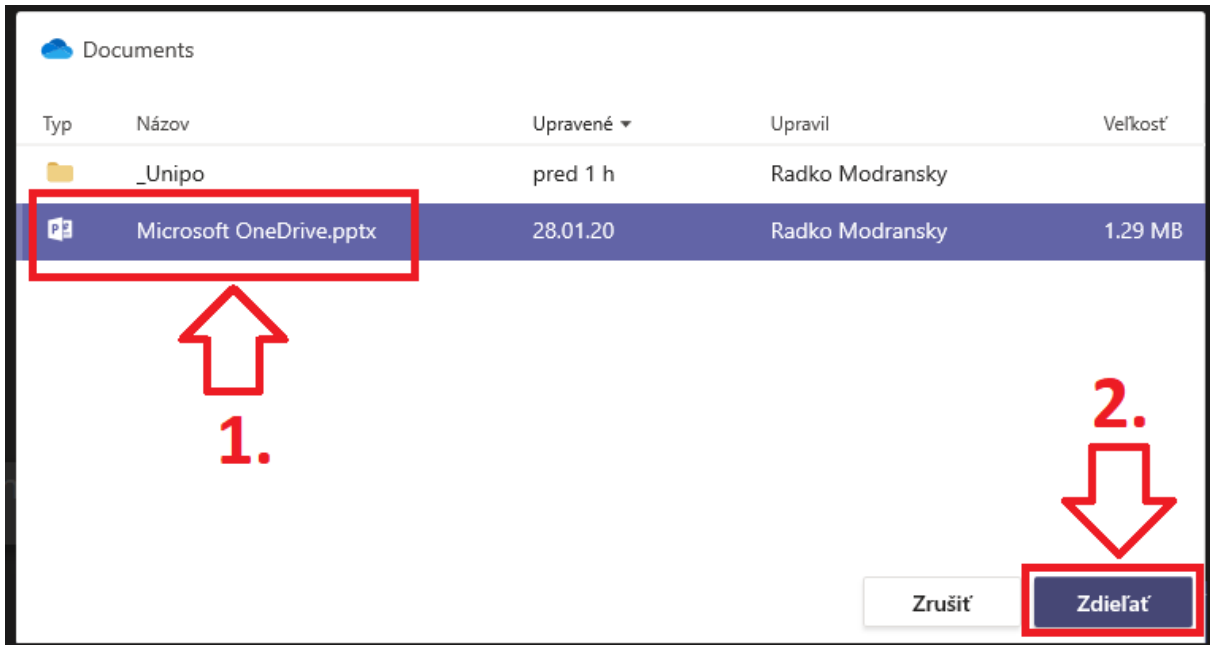 Documents
Typ Názov Upravené Upravil Veľkosť
_Unipo pred 1 h Radko Modransky
Microsoft OneDrive.pptx 28.01.20 Radko Modransky 1.29 MB
1.
2.
Zrušiť Zdieľať